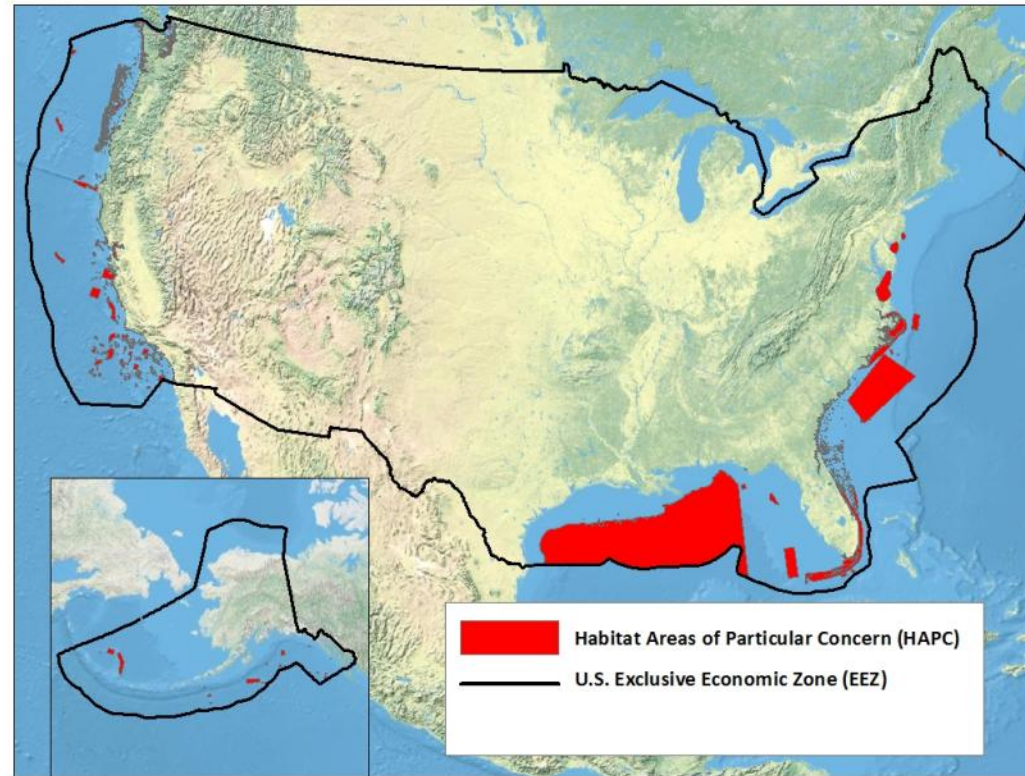 Habitat Areas of Particular Concern (HAPC)
U.S. Exclusive Economic Zone (EEZ)